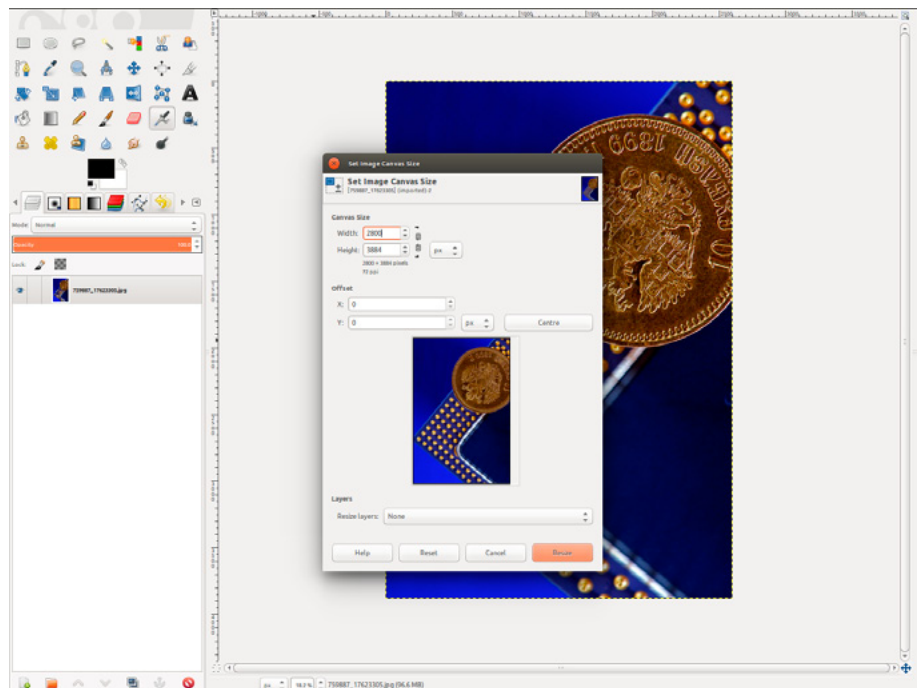 Set Image Canvas Size
Set Image Canvas Size
[759887_17623305] (imported)-2
Canvas Size
Width: 2800
Height: 3884 px
2800 × 3884 pixels
72 ppi
Offset
X: 0
Y: 0 px Centre
Layers
Resize layers: None
Help Reset Cancel Resize
Mode: Normal
Opacity
Lock:
759887_17623305.jpg
px 18.2% 759887_17623305.jpg (96.6 MB)